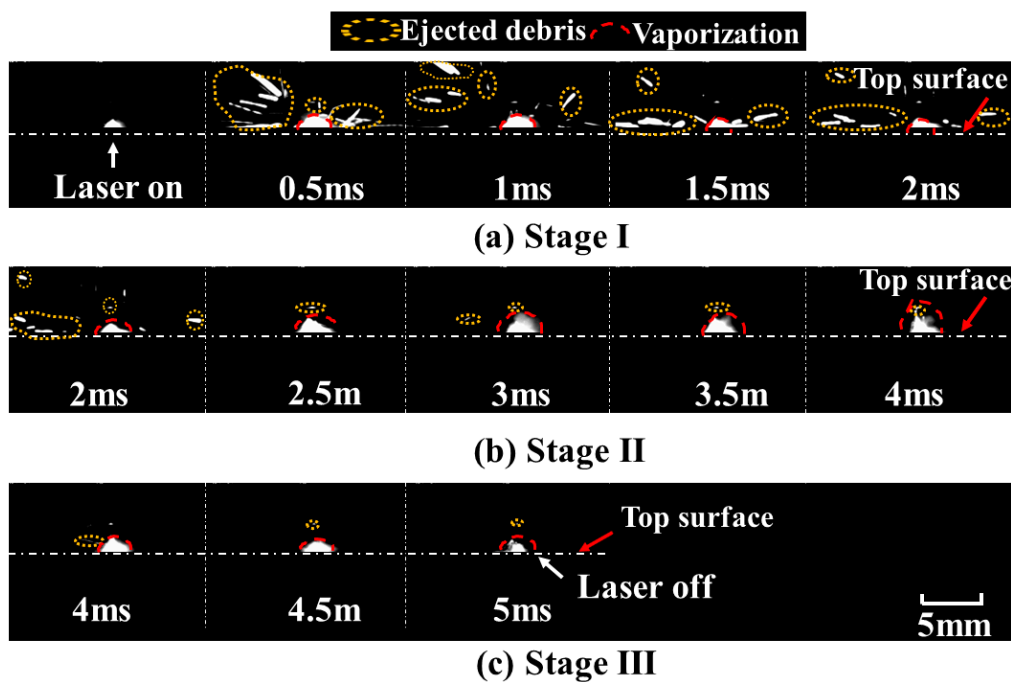 Ejected debris Vaporization
Top surface
Laser on 0.5ms 1ms 1.5ms 2ms
(a) Stage I
Top surface
2ms 2.5m 3ms 3.5m 4ms
(b) Stage II
Top surface
Laser off
4ms 4.5m 5ms
5mm
(c) Stage III